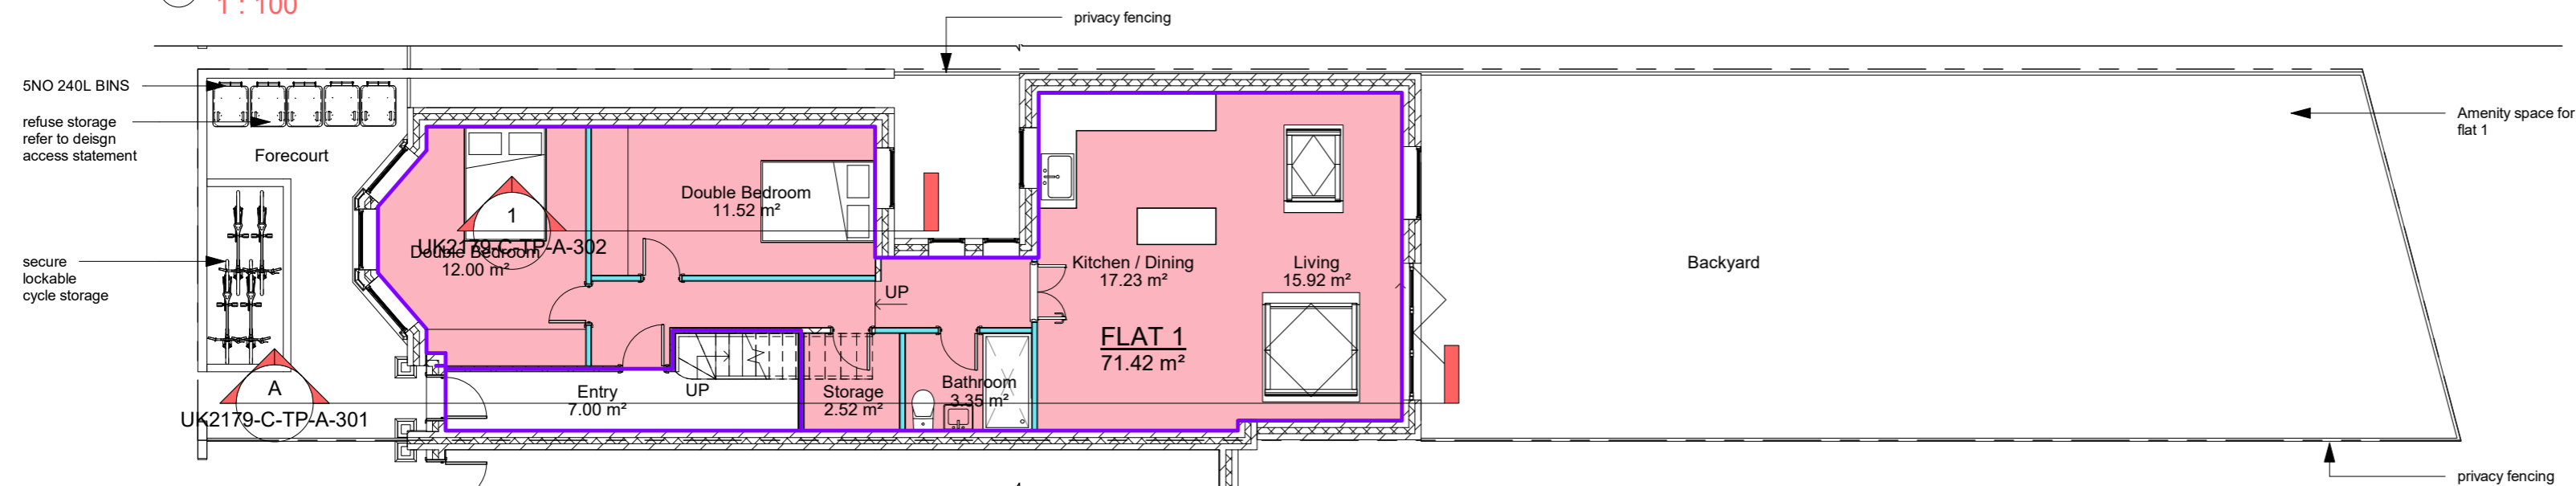 1 : 100
privacy fencing
5NO 240L BINS
refuse storage
refer to deisgn
access statement
Forecourt
Amenity space for
flat 1
Double Bedroom
11.52 m²
1
UK2179-C-TP-A-302
Double Bedroom
12.00 m²
secure
lockable
cycle storage
Kitchen / Dining
17.23 m²
Living
15.92 m²
Backyard
UP
FLAT 1
71.42 m²
A
UK2179-C-TP-A-301
Entry
7.00 m²
UP
Storage
2.52 m²
Bathroom
3.35 m²
privacy fencing